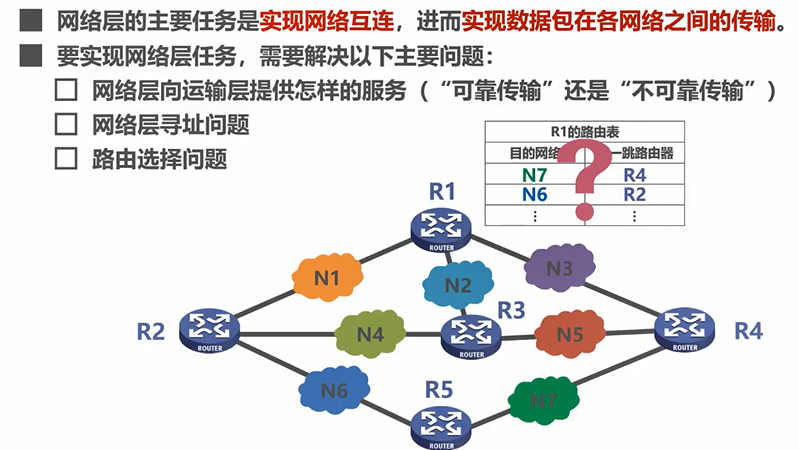 网络层的主要任务是实现网络互连，进而实现数据包在各网络之间的传输。
要实现网络层任务，需要解决以下主要问题：
网络层向运输层提供怎样的服务（“可靠传输”还是“不可靠传输”）
网络层寻址问题
路由选择问题
R1的路由表
目的网络 一跳路由器
N7 R4
N6 R2
⋮ ⋮
?
R1
ROUTER
N1
N2
N3
R2
ROUTER
N4
R3
ROUTER
N5
R4
ROUTER
N6
R5
ROUTER
N7